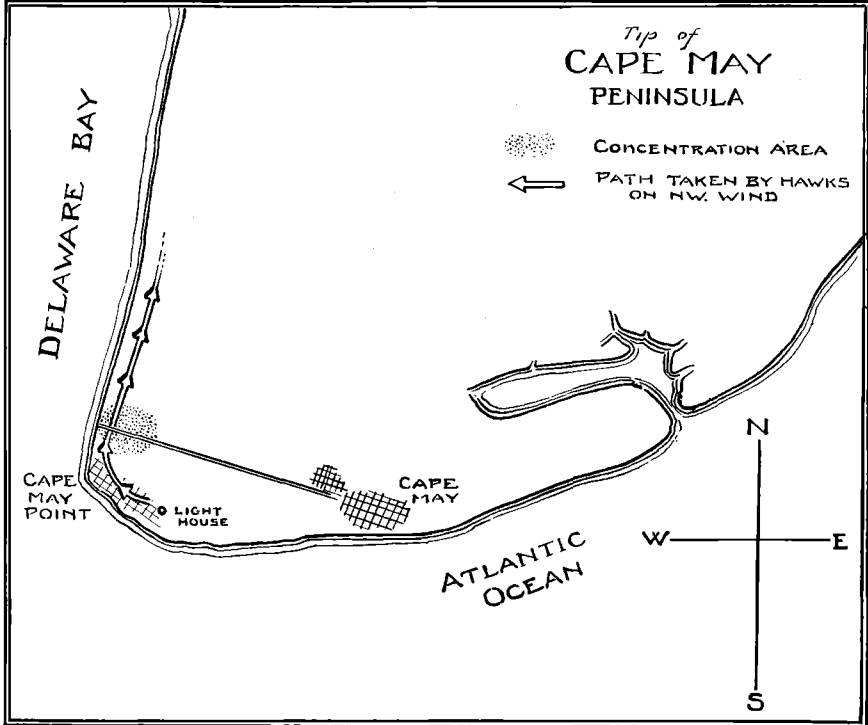 Tip of
CAPE MAY
PENINSULA
CONCENTRATION AREA
PATH TAKEN BY HAWKS
ON NW. WIND
DELAWARE BAY
CAPE
MAY
POINT
LIGHT
HOUSE
CAPE
MAY
ATLANTIC
OCEAN
N
W
E
S